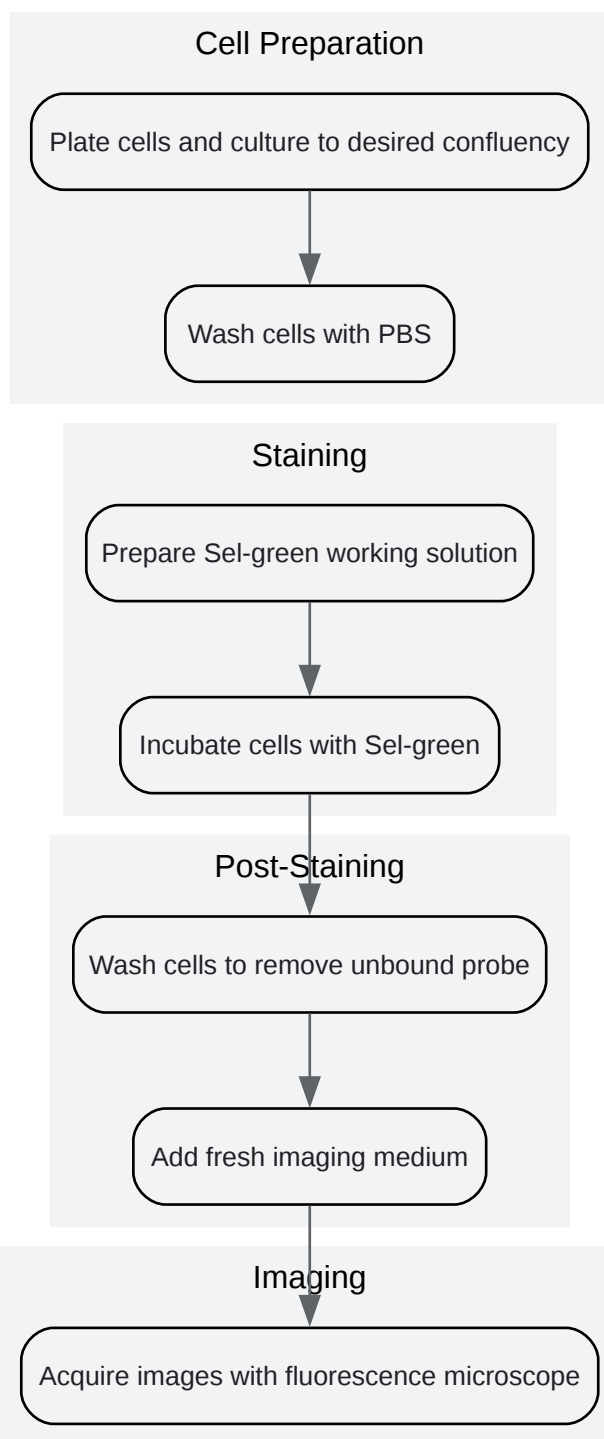 Cell Preparation
Plate cells and culture to desired confluency
Wash cells with PBS
Staining
Prepare Sel-green working solution
Incubate cells with Sel-green
Post-Staining
Wash cells to remove unbound probe
Add fresh imaging medium
Imaging
Acquire images with fluorescence microscope